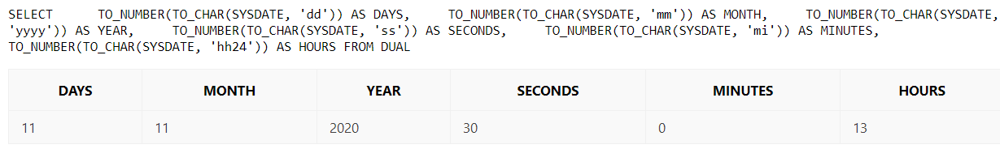 SELECT      TO_NUMBER(TO_CHAR(SYSDATE, 'dd')) AS DAYS,      TO_NUMBER(TO_CHAR(SYSDATE, 'mm')) AS MONTH,      TO_NUMBER(TO_CHAR(SYSDATE,
'yyyy')) AS YEAR,      TO_NUMBER(TO_CHAR(SYSDATE, 'ss')) AS SECONDS,      TO_NUMBER(TO_CHAR(SYSDATE, 'mi')) AS MINUTES,
TO_NUMBER(TO_CHAR(SYSDATE, 'hh24')) AS HOURS FROM DUAL
DAYS MONTH YEAR SECONDS MINUTES HOURS
11 11 2020 30 0 13